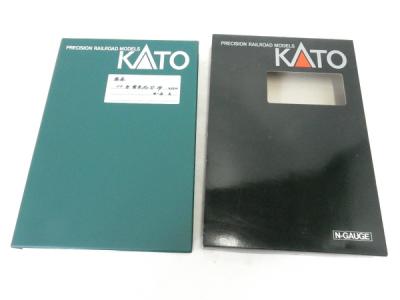 PRECISION RAILROAD MODELS
KATO
PRECISION RAILROAD MODELS
KATO
N-GAUGE